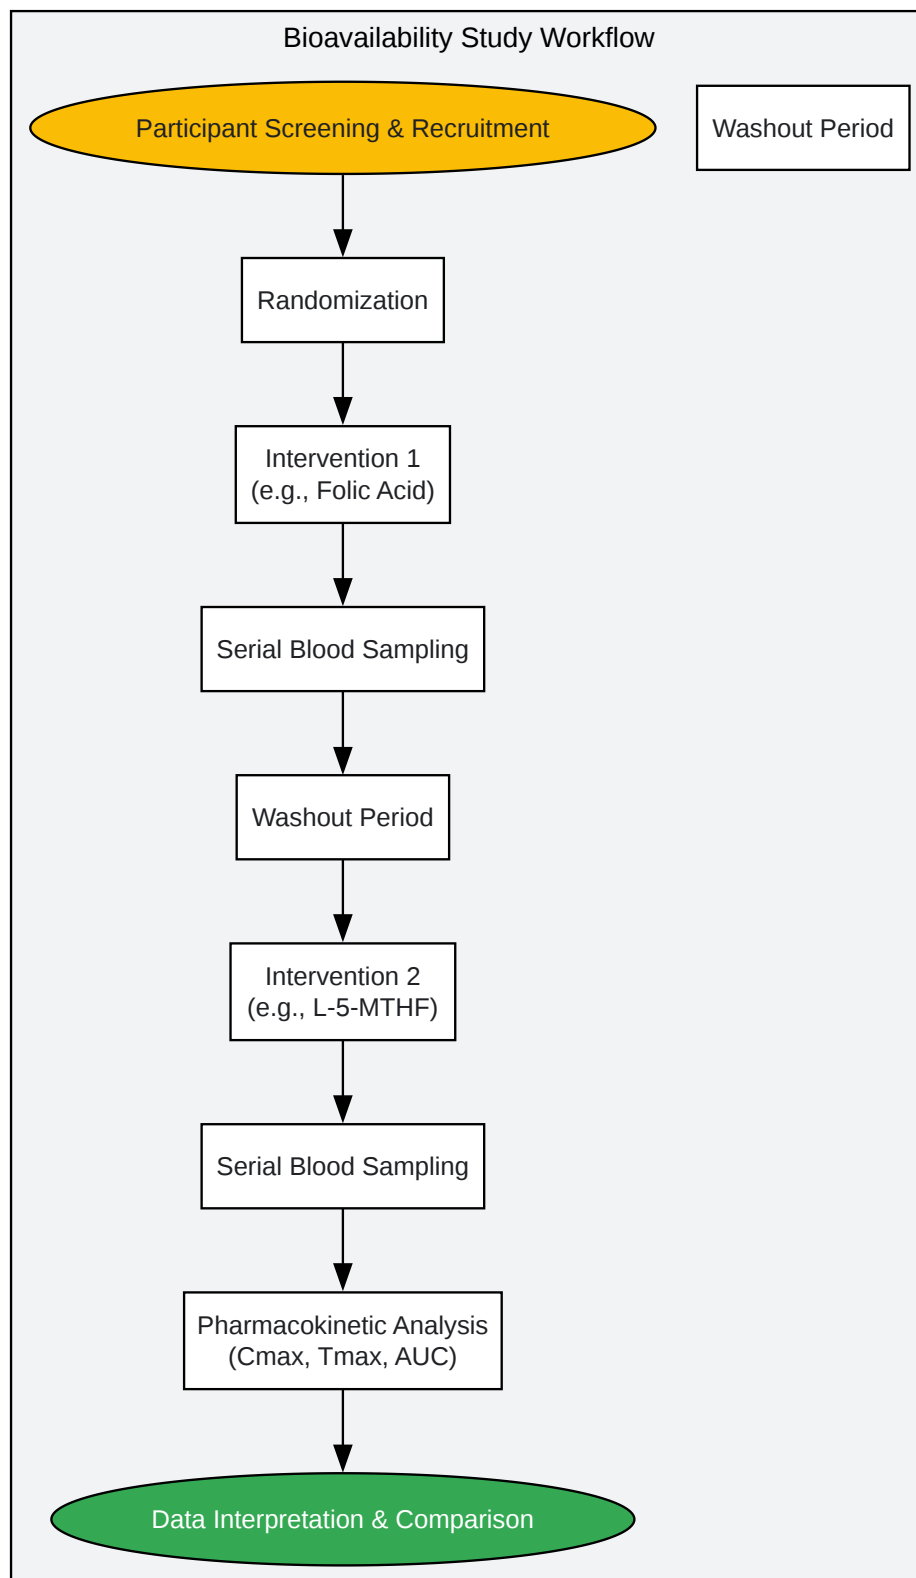 Bioavailability Study Workflow
Participant Screening & Recruitment
Washout Period
Randomization
Intervention 1
(e.g., Folic Acid)
Serial Blood Sampling
Washout Period
Intervention 2
(e.g., L-5-MTHF)
Serial Blood Sampling
Pharmacokinetic Analysis
(Cmax, Tmax, AUC)
Data Interpretation & Comparison